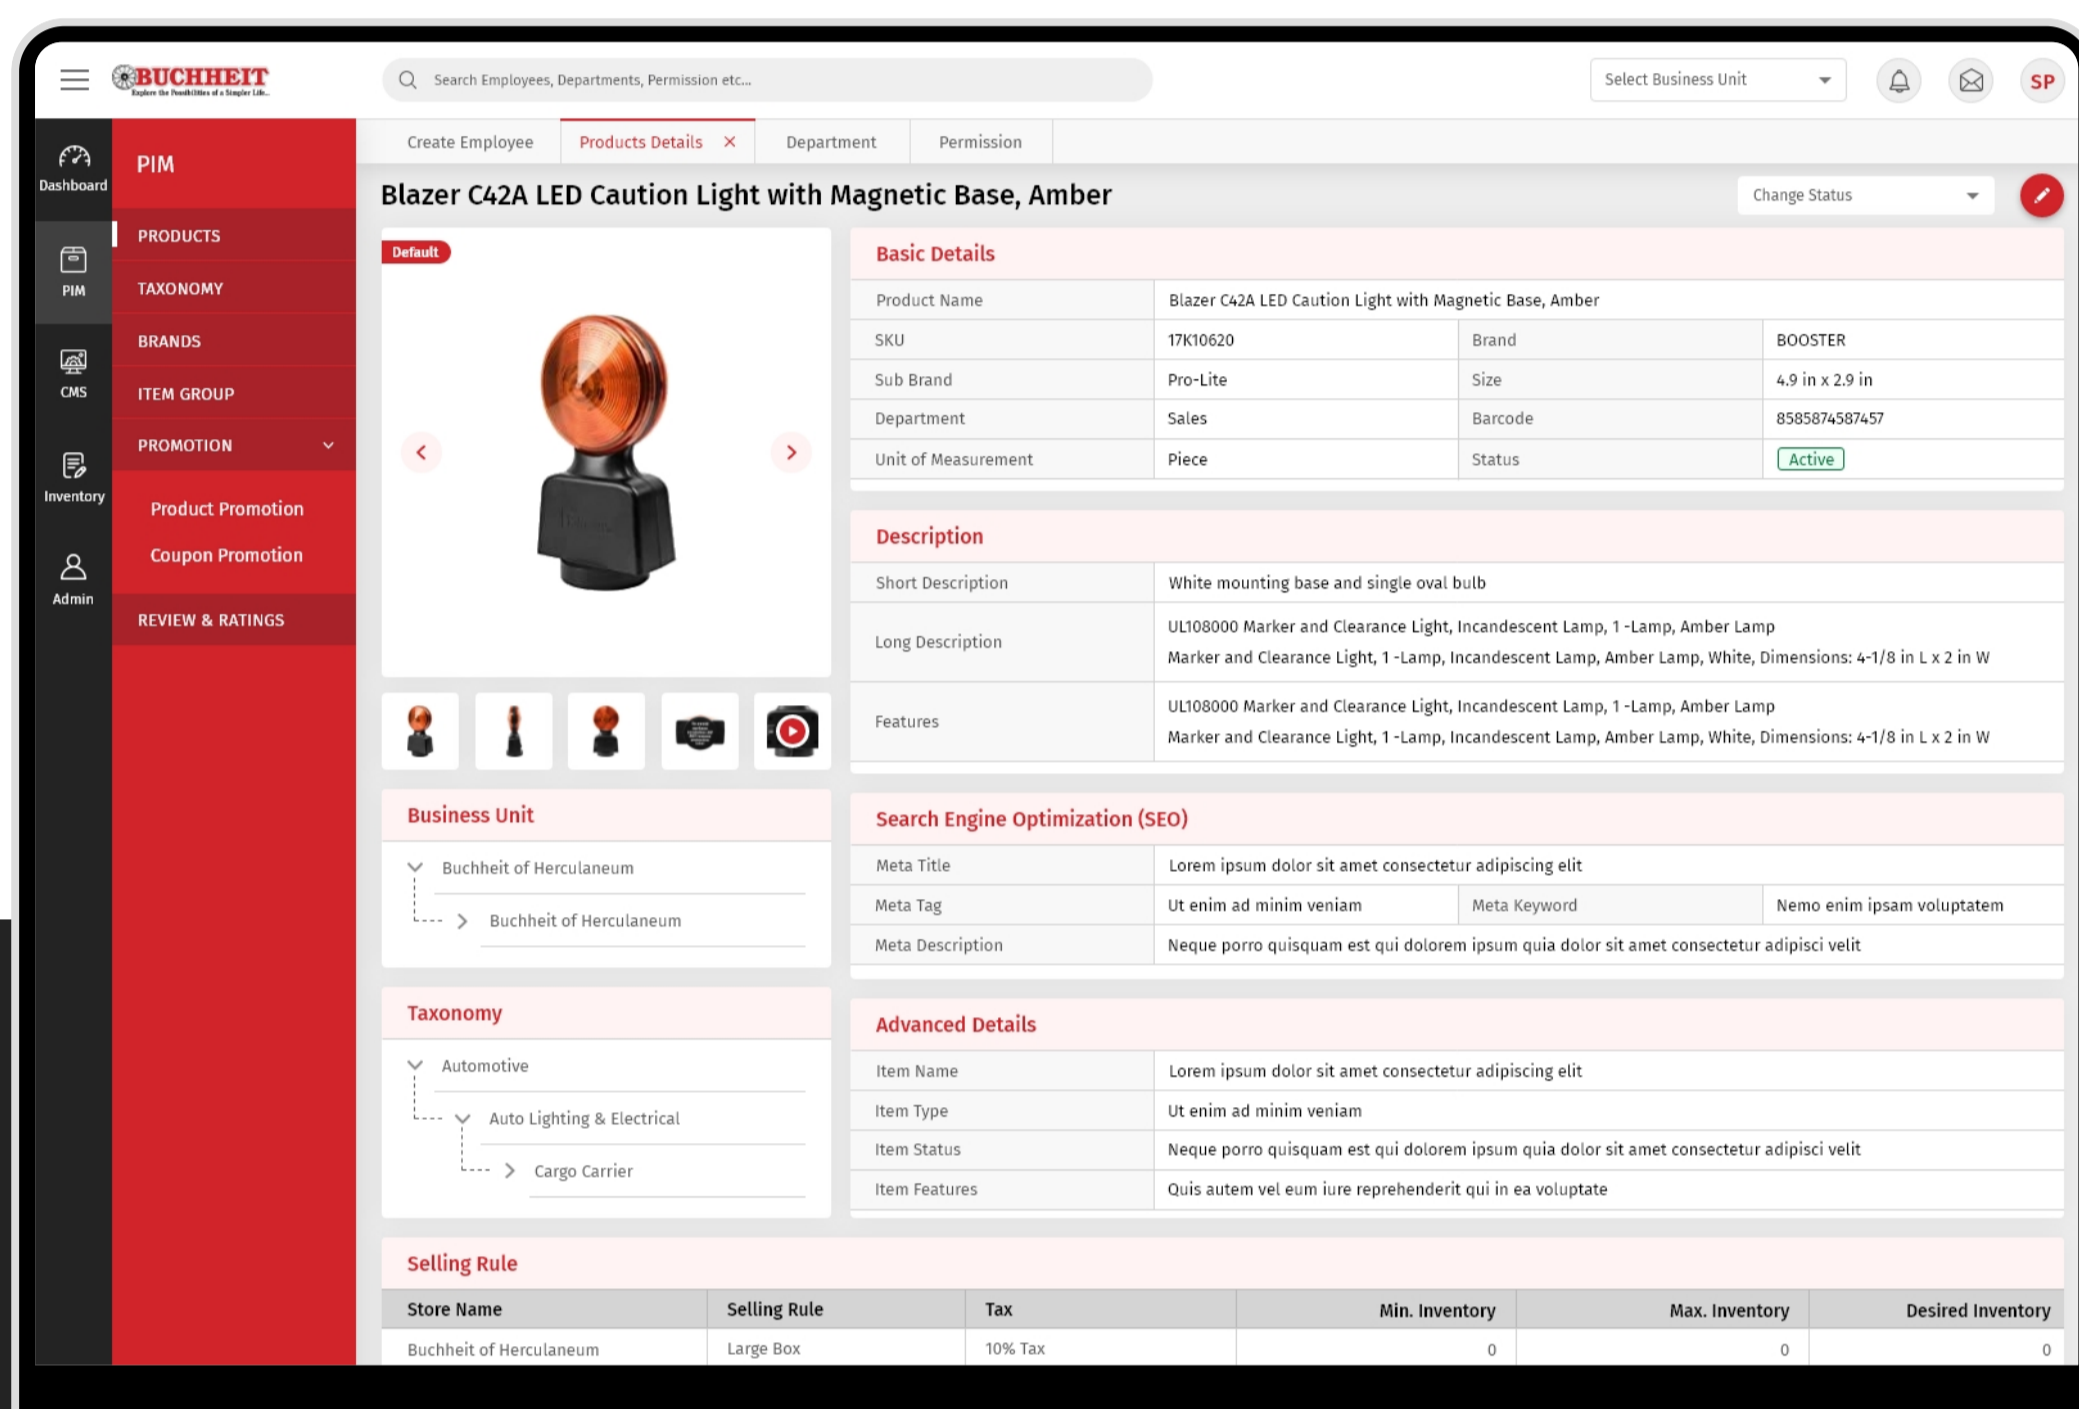 BUCHHEIT
Explore the Possibilities of a Simpler Life...
Search Employees, Departments, Permission etc...
Select Business Unit
SP
Dashboard
PIM
CMS
Inventory
Admin
PIM
PRODUCTS
TAXONOMY
BRANDS
ITEM GROUP
PROMOTION
Product Promotion
Coupon Promotion
REVIEW & RATINGS
Create Employee
Products Details
Department
Permission
Blazer C42A LED Caution Light with Magnetic Base, Amber
Change Status
Default
Business Unit
Buchheit of Herculaneum
Buchheit of Herculaneum
Taxonomy
Automotive
Auto Lighting & Electrical
Cargo Carrier
Basic Details
Product Name Blazer C42A LED Caution Light with Magnetic Base, Amber
SKU 17K10620 Brand BOOSTER
Sub Brand Pro-Lite Size 4.9 in x 2.9 in
Department Sales Barcode 8585874587457
Unit of Measurement Piece Status Active
Description
Short Description White mounting base and single oval bulb
Long Description
UL108000 Marker and Clearance Light, Incandescent Lamp, 1 -Lamp, Amber Lamp
Marker and Clearance Light, 1 -Lamp, Incandescent Lamp, Amber Lamp, White, Dimensions: 4-1/8 in L x 2 in W
Features
UL108000 Marker and Clearance Light, Incandescent Lamp, 1 -Lamp, Amber Lamp
Marker and Clearance Light, 1 -Lamp, Incandescent Lamp, Amber Lamp, White, Dimensions: 4-1/8 in L x 2 in W
Search Engine Optimization (SEO)
Meta Title Lorem ipsum dolor sit amet consectetur adipiscing elit
Meta Tag Ut enim ad minim veniam Meta Keyword Nemo enim ipsam voluptatem
Meta Description Neque porro quisquam est qui dolorem ipsum quia dolor sit amet consectetur adipisci velit
Advanced Details
Item Name Lorem ipsum dolor sit amet consectetur adipiscing elit
Item Type Ut enim ad minim veniam
Item Status Neque porro quisquam est qui dolorem ipsum quia dolor sit amet consectetur adipisci velit
Item Features Quis autem vel eum iure reprehenderit qui in ea voluptate
Selling Rule
Store Name Selling Rule Tax Min. Inventory Max. Inventory Desired Inventory
Buchheit of Herculaneum Large Box 10% Tax 0 0 0